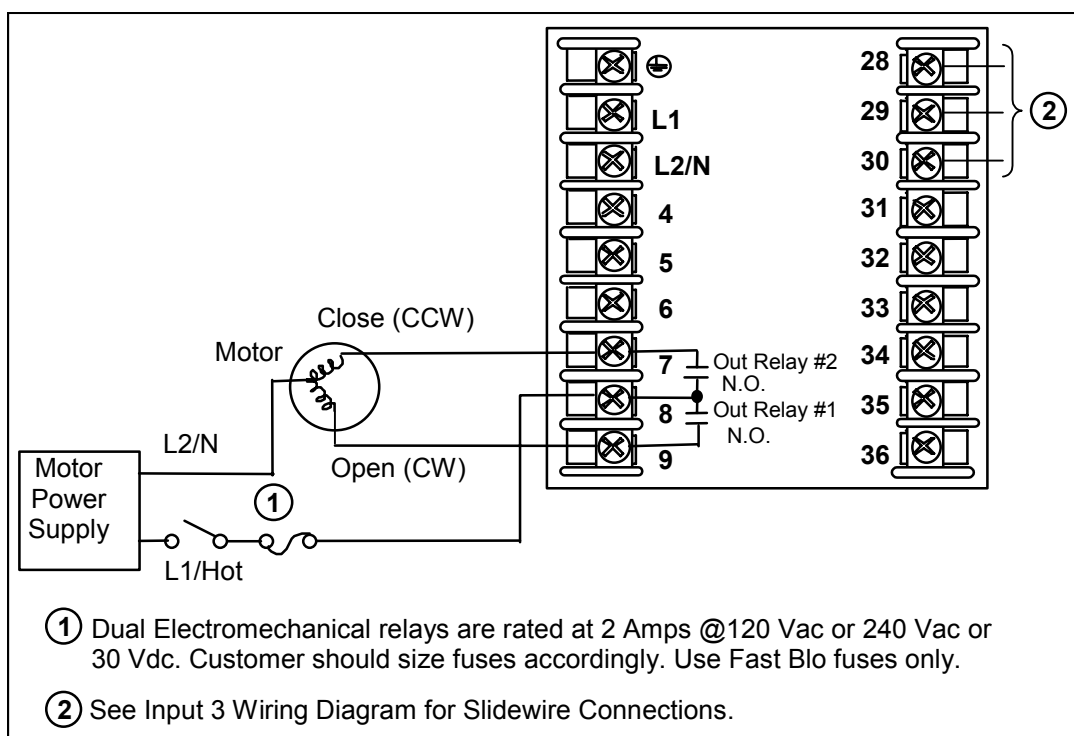 28
29
2
30
31
32
33
34
35
36
L1
L2/N
4
5
6
7
8
9
Out Relay #2
N.O.
Out Relay #1
N.O.
Close (CCW)
Motor
L2/N
Open (CW)
Motor
Power
Supply
1
L1/Hot
1 Dual Electromechanical relays are rated at 2 Amps @120 Vac or 240 Vac or
30 Vdc. Customer should size fuses accordingly. Use Fast Blo fuses only.
2 See Input 3 Wiring Diagram for Slidewire Connections.